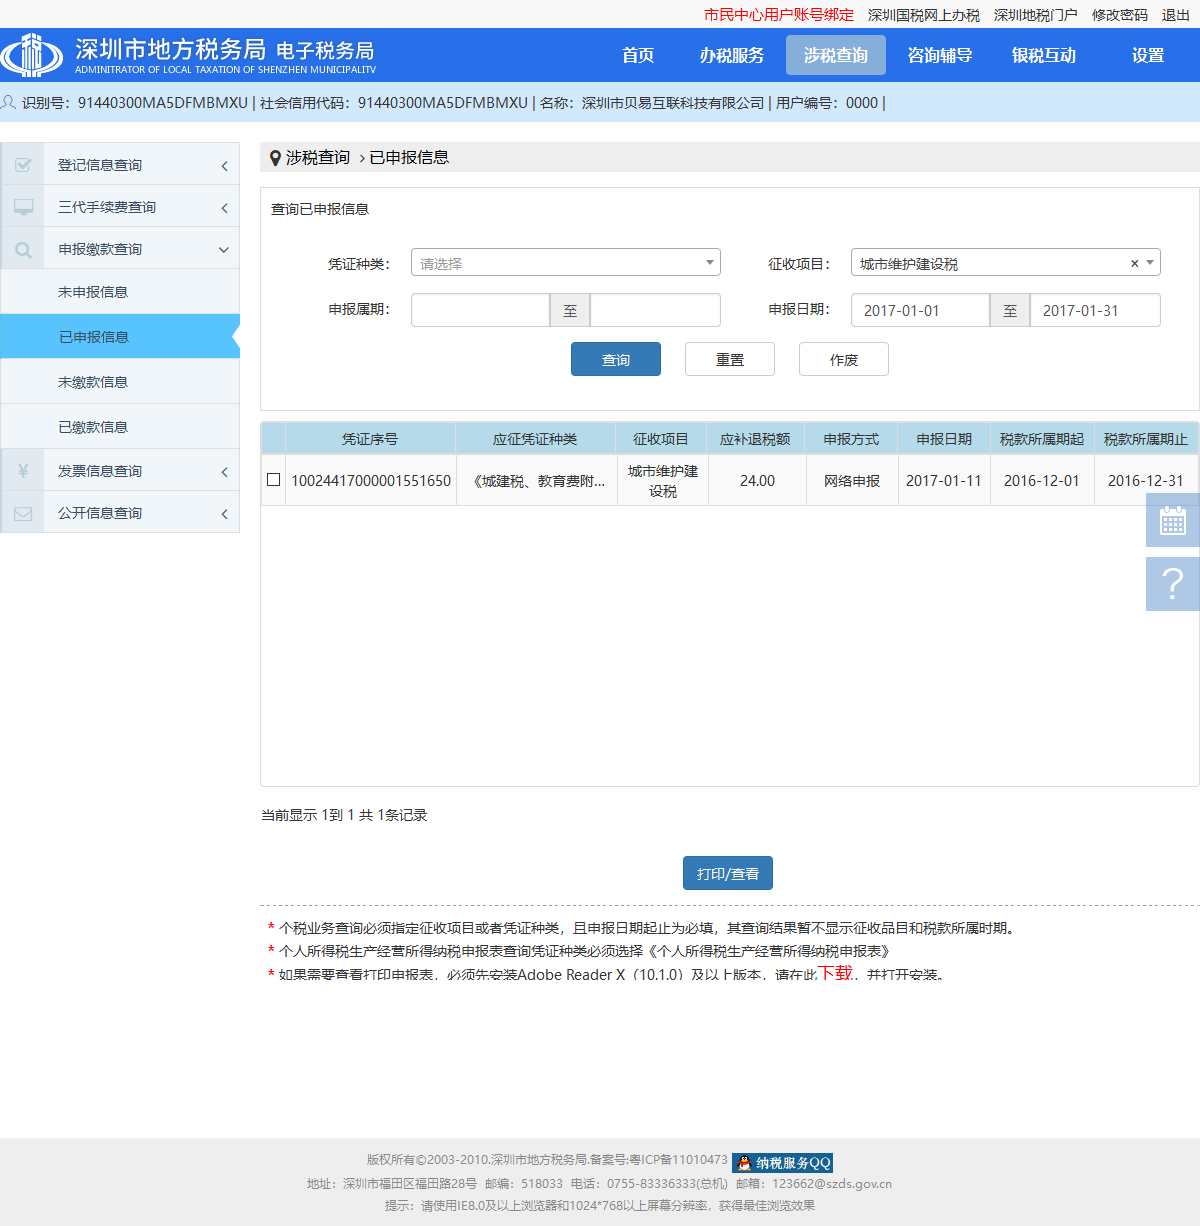 市民中心用户账号绑定 深圳国税网上办税 深圳地税门户 修改密码 退出
深圳市地方税务局 电子税务局
ADMINITRATOR OF LOCAL TAXATION OF SHENZHEN MUNICIPALITV
首页 办税服务 涉税查询 咨询辅导 银税互动 设置
识别号：91440300MA5DFMBMXU | 社会信用代码：91440300MA5DFMBMXU | 名称：深圳市贝易互联科技有限公司 | 用户编号：0000 |
登记信息查询
三代手续费查询
申报缴款查询
未申报信息
已申报信息
未缴款信息
已缴款信息
发票信息查询
公开信息查询
涉税查询 › 已申报信息
查询已申报信息
凭证种类： 请选择 征收项目： 城市维护建设税 ×
申报属期： 至 申报日期： 2017-01-01 至 2017-01-31
查询 重置 作废
凭证序号 应征凭证种类 征收项目 应补退税额 申报方式 申报日期 税款所属期起 税款所属期止
10024417000001551650 《城建税、教育费附... 城市维护建设税 24.00 网络申报 2017-01-11 2016-12-01 2016-12-31
?
当前显示 1到 1 共 1条记录
打印/查看
* 个税业务查询必须指定征收项目或者凭证种类，且申报日期起止为必填，其查询结果暂不显示征收品目和税款所属时期。
* 个人所得税生产经营所得纳税申报表查询凭证种类必须选择《个人所得税生产经营所得纳税申报表》
* 如果需要查看打印申报表，必须先安装Adobe Reader X（10.1.0）及以上版本，请在此下载，并打开安装。
版权所有©2003-2010.深圳市地方税务局.备案号:粤ICP备11010473 纳税服务QQ
地址：深圳市福田区福田路28号 邮编：518033 电话：0755-83336333(总机) 邮箱：123662@szds.gov.cn
提示：请使用IE8.0及以上浏览器和1024*768以上屏幕分辨率，获得最佳浏览效果